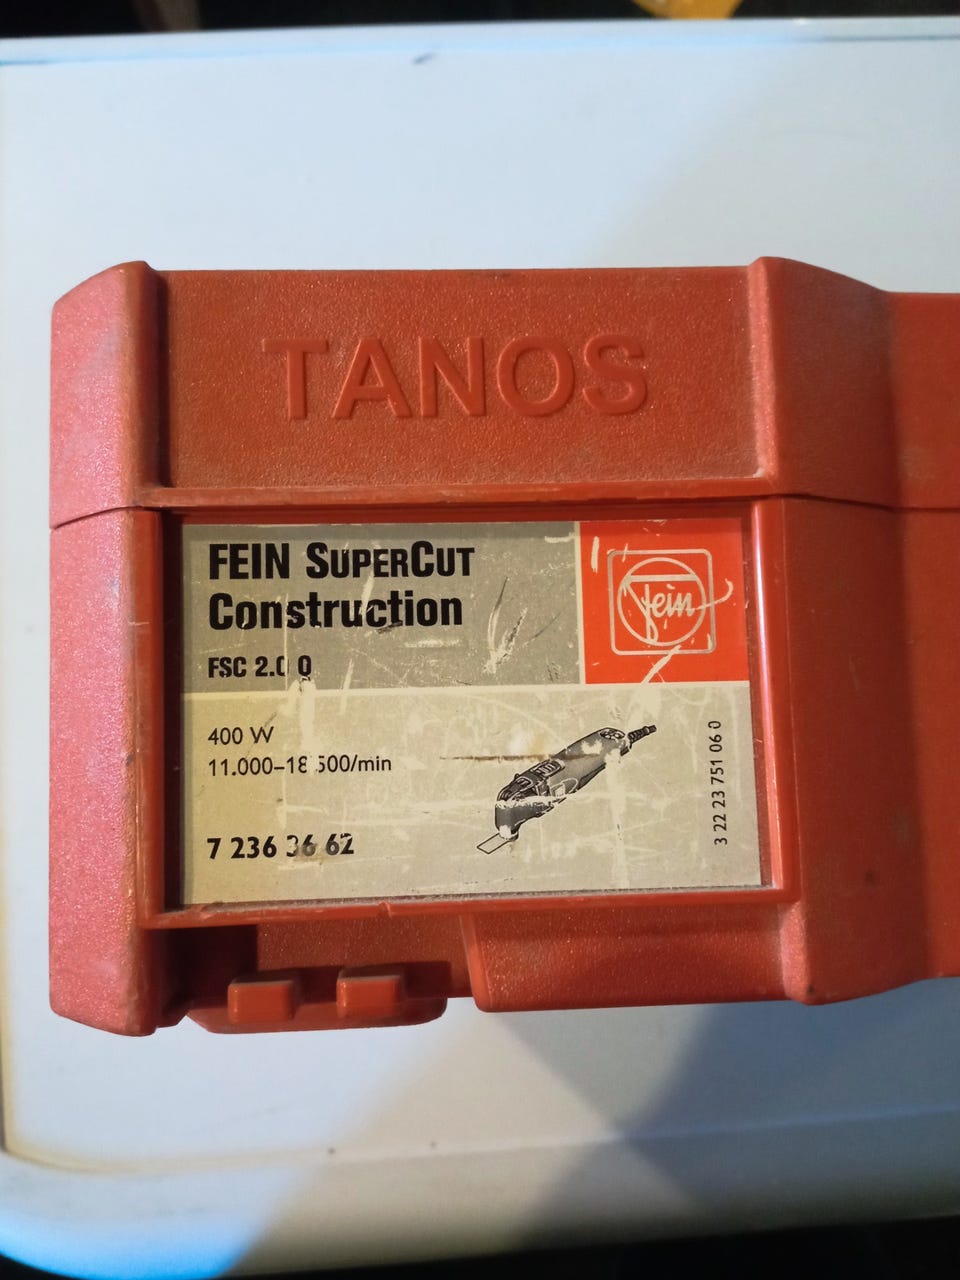 TANOS
FEIN SUPERCUT
Construction
FSC 2.0 Q
fein
400 W
11.000–18.500/min
7 236 36 62
3 22 23 751 06 0